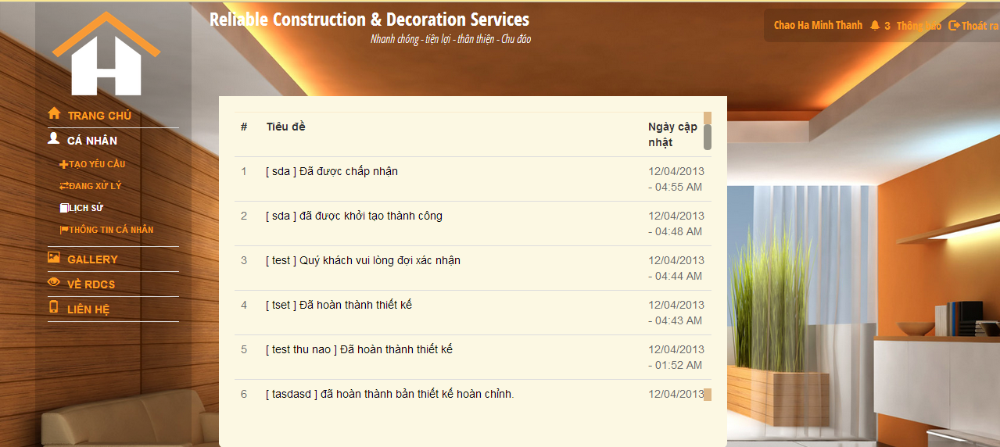 Reliable Construction & Decoration Services
Nhanh chóng - tiện lợi - thân thiện - Chu đáo
Chao Ha Minh Thanh 3 Thông báo Thoát ra
TRANG CHỦ
CÁ NHÂN
TẠO YÊU CẦU
ĐANG XỬ LÝ
LỊCH SỬ
THÔNG TIN CÁ NHÂN
GALLERY
VỀ RDCS
LIÊN HỆ
# Tiêu đề Ngày cập
nhật
1 [ sda ] Đã được chấp nhận 12/04/2013
- 04:55 AM
2 [ sda ] đã được khởi tạo thành công 12/04/2013
- 04:48 AM
3 [ test ] Quý khách vui lòng đợi xác nhận 12/04/2013
- 04:44 AM
4 [ tset ] Đã hoàn thành thiết kế 12/04/2013
- 04:43 AM
5 [ test thu nao ] Đã hoàn thành thiết kế 12/04/2013
- 01:52 AM
6 [ tasdasd ] đã hoàn thành bản thiết kế hoàn chỉnh. 12/04/2013